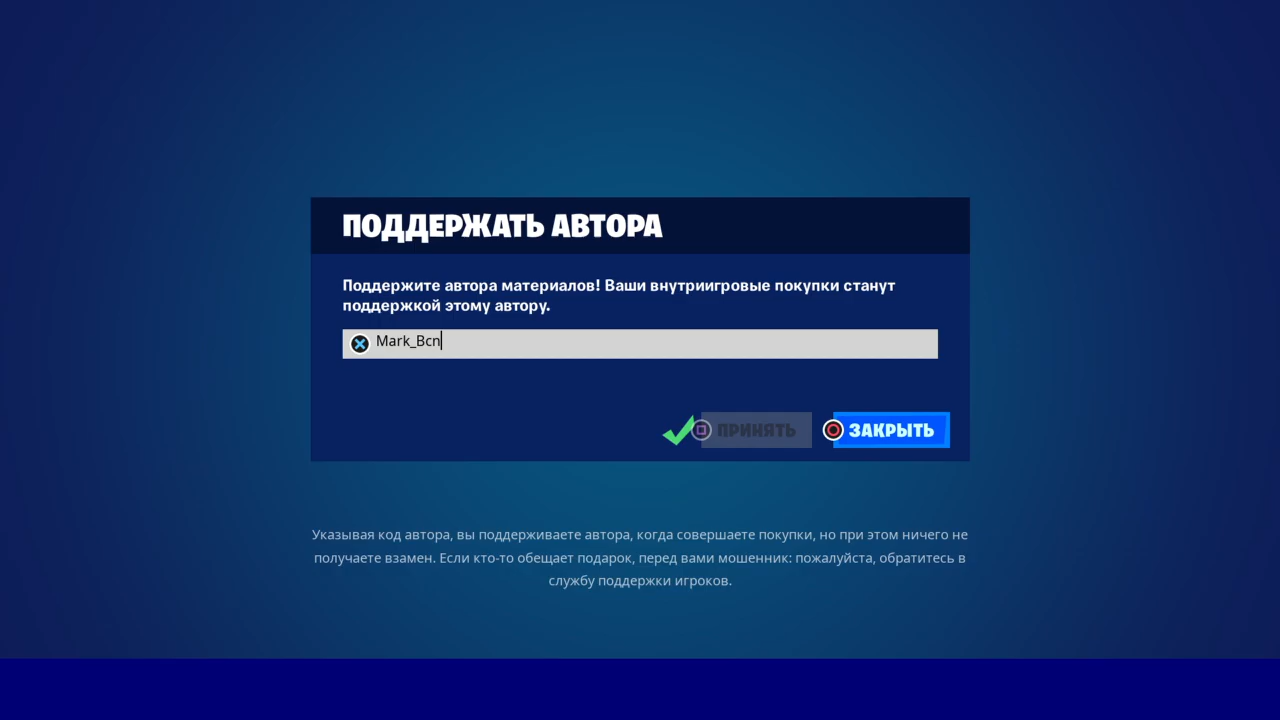 ПОДДЕРЖАТЬ АВТОРА
Поддержите автора материалов! Ваши внутриигровые покупки станут
поддержкой этому автору.
Mark_Bcn
ПРИНЯТЬ ЗАКРЫТЬ
Указывая код автора, вы поддерживаете автора, когда совершаете покупки, но при этом ничего не
получаете взамен. Если кто-то обещает подарок, перед вами мошенник: пожалуйста, обратитесь в
службу поддержки игроков.